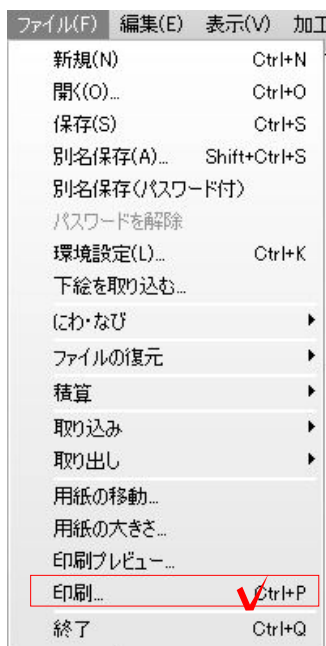 ファイル(F) 編集(E) 表示(V) 加工
新規(N) Ctrl+N
開く(O)... Ctrl+O
保存(S) Ctrl+S
別名保存(A)... Shift+Ctrl+S
別名保存(パスワード付)
パスワードを解除
環境設定(L)... Ctrl+K
下絵を取り込む...
にわ・なび
ファイルの復元
積算
取り込み
取り出し
用紙の移動...
用紙の大きさ...
印刷プレビュー...
印刷... Ctrl+P
終了 Ctrl+Q